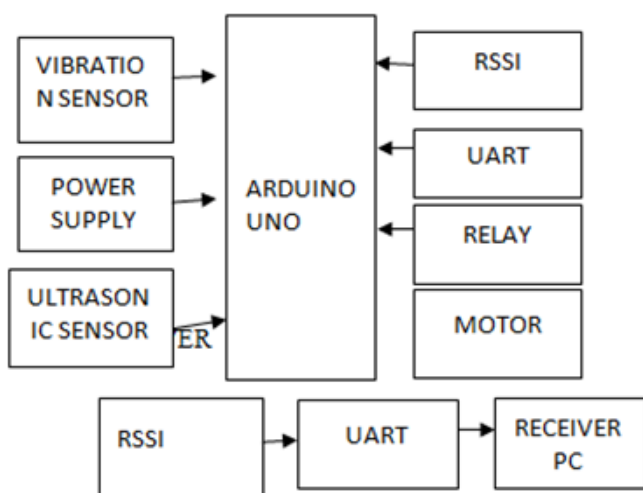 VIBRATIO
N SENSOR
POWER
SUPPLY
ULTRASON
IC SENSOR
ER
ARDUINO
UNO
RSSI
UART
RELAY
MOTOR
RSSI
UART
RECEIVER
PC